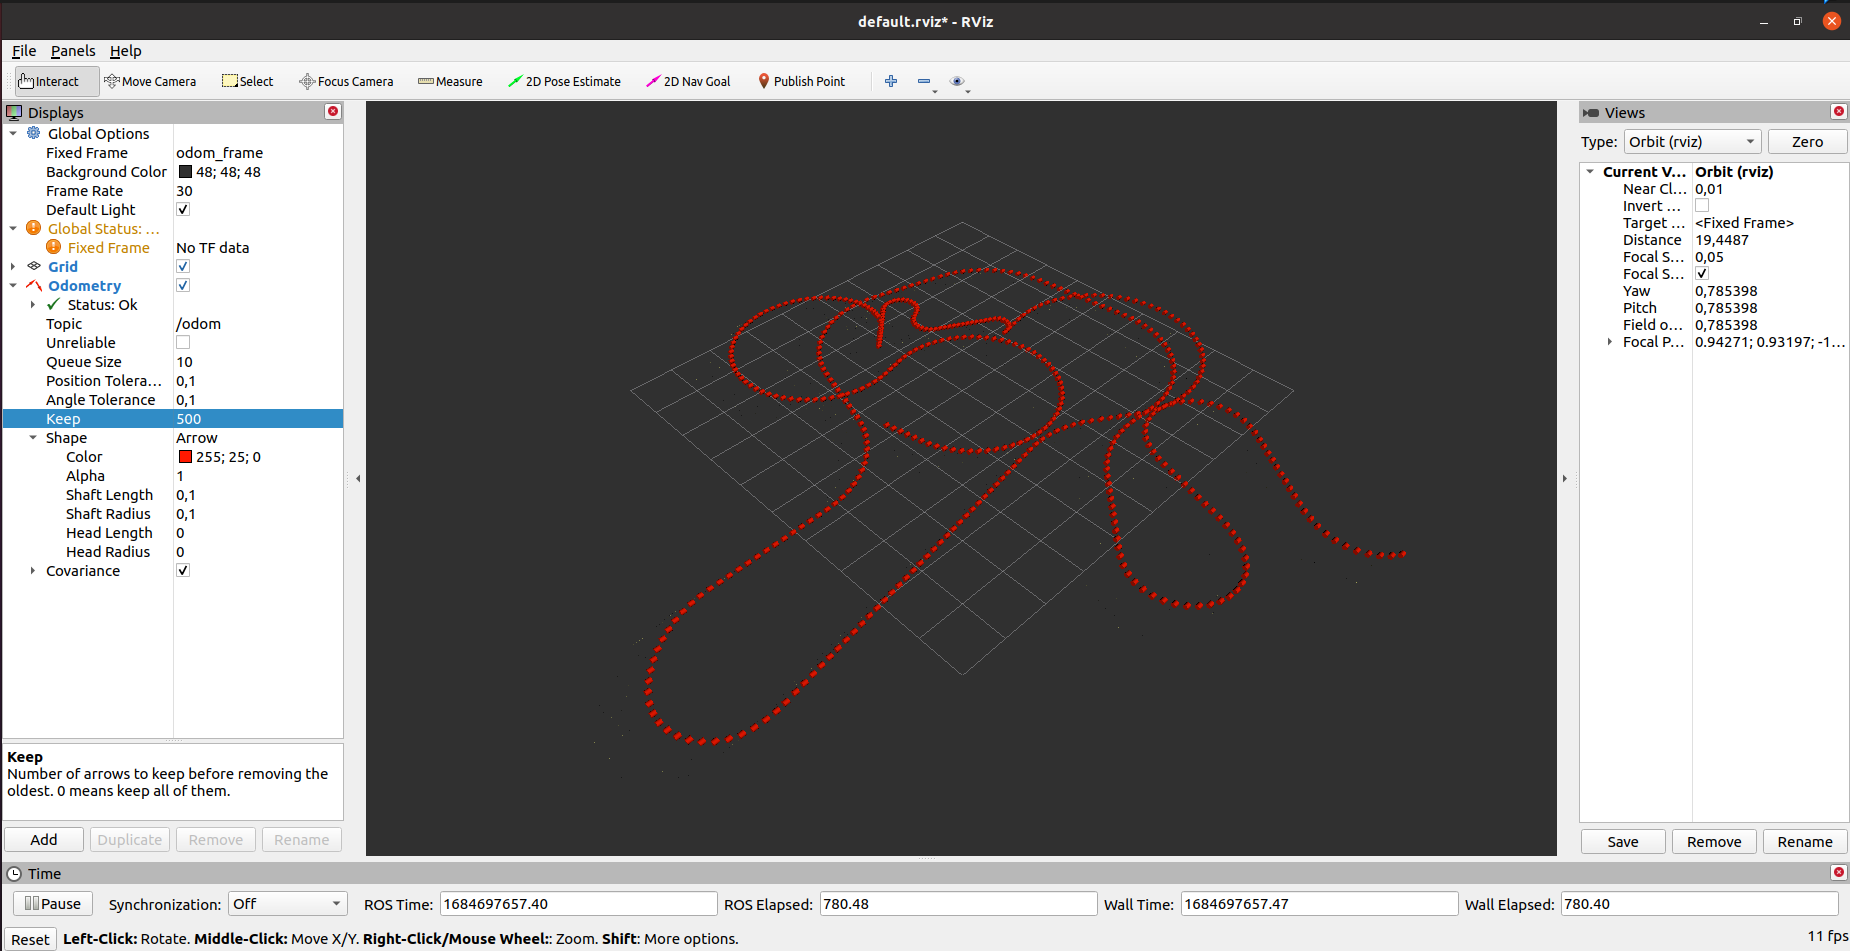 default.rviz* - RViz
File Panels Help
Interact Move Camera Select Focus Camera Measure 2D Pose Estimate 2D Nav Goal Publish Point
Displays
Global Options
Fixed Frame odom_frame
Background Color 48; 48; 48
Frame Rate 30
Default Light
Global Status: ...
Fixed Frame No TF data
Grid
Odometry
Status: Ok
Topic /odom
Unreliable
Queue Size 10
Position Tolera... 0,1
Angle Tolerance 0,1
Keep 500
Shape Arrow
Color 255; 25; 0
Alpha 1
Shaft Length 0,1
Shaft Radius 0,1
Head Length 0
Head Radius 0
Covariance
Keep
Number of arrows to keep before removing the
oldest. 0 means keep all of them.
Add Duplicate Remove Rename
Views
Type: Orbit (rviz) Zero
Current V... Orbit (rviz)
Near Cl... 0,01
Invert ...
Target ... <Fixed Frame>
Distance 19,4487
Focal S... 0,05
Focal S...
Yaw 0,785398
Pitch 0,785398
Field o... 0,785398
Focal P... 0.94271; 0.93197; -1...
Save Remove Rename
Time
Pause Synchronization: Off ROS Time: 1684697657.40 ROS Elapsed: 780.48 Wall Time: 1684697657.47 Wall Elapsed: 780.40
Reset Left-Click: Rotate. Middle-Click: Move X/Y. Right-Click/Mouse Wheel:: Zoom. Shift: More options. 11 fps